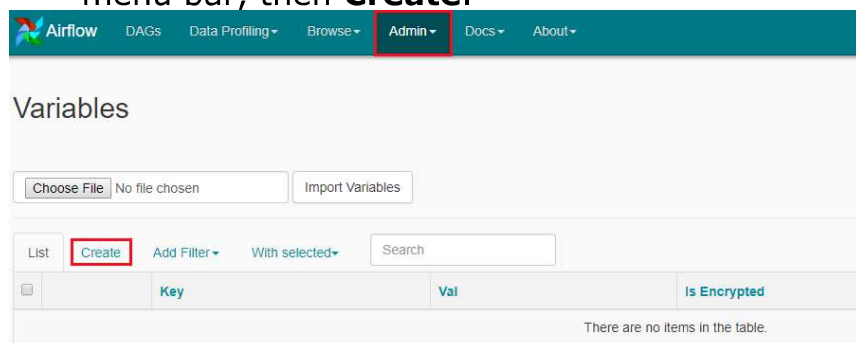 menu bar, then Create.
Airflow DAGs Data Profiling Browse Admin Docs About
Variables
Choose File No file chosen Import Variables
List Create Add Filter With selected Search
Key Val Is Encrypted
There are no items in the table.